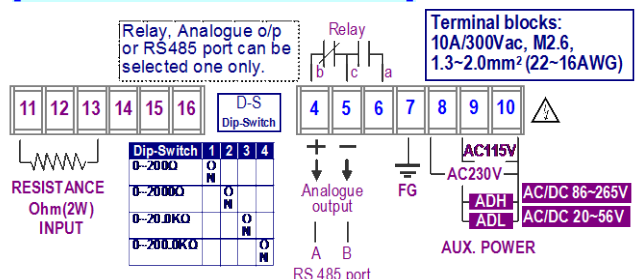 Relay, Analogue o/p
or RS485 port can be
selected one only.
Relay
b c a
Terminal blocks:
10A/300Vac, M2.6,
1.3~2.0mm² (22~16AWG)
11 12 13 14 15 16
D-S
Dip-Switch
4 5 6 7 8 9 10
Dip-Switch 1 2 3 4
0~200Ω ON
0~2000Ω ON
0~20.0KΩ ON
0~200.0KΩ ON
RESISTANCE
Ohm(2W)
INPUT
+ −
Analogue
output
A B
RS 485 port
FG
AC115V
AC230V
ADH AC/DC 86~265V
ADL AC/DC 20~56V
AUX. POWER